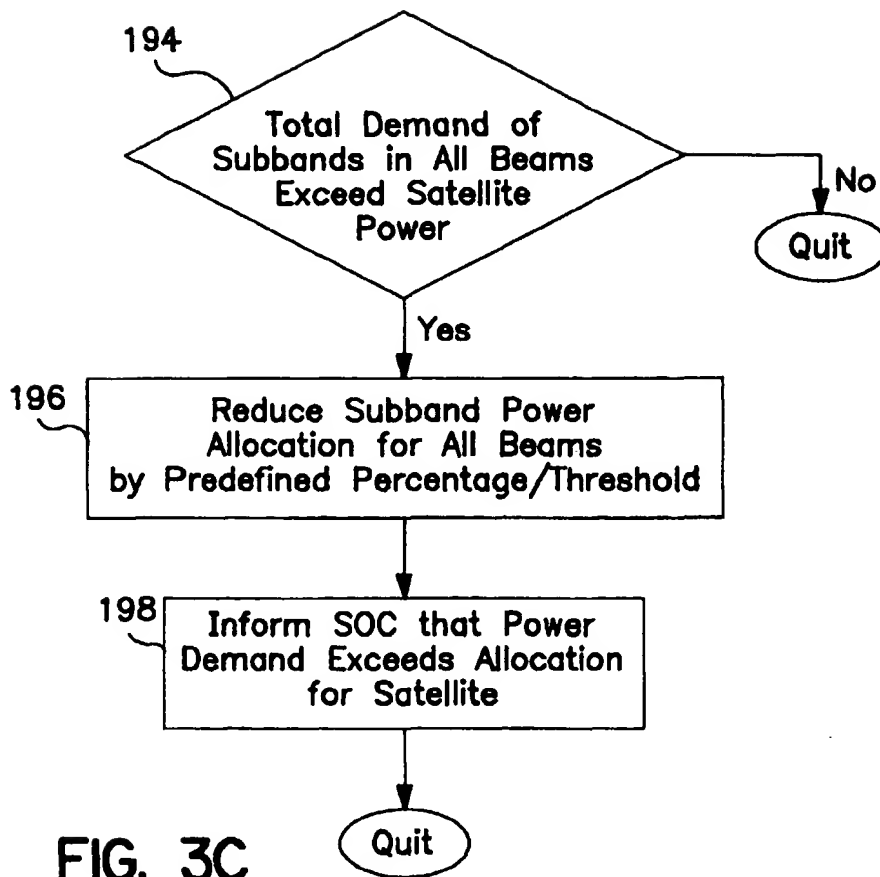 194
Total Demand of
Subbands in All Beams
Exceed Satellite
Power
No
Quit
Yes
196
Reduce Subband Power
Allocation for All Beams
by Predefined Percentage/Threshold
198
Inform SOC that Power
Demand Exceeds Allocation
for Satellite
Quit
FIG. 3C